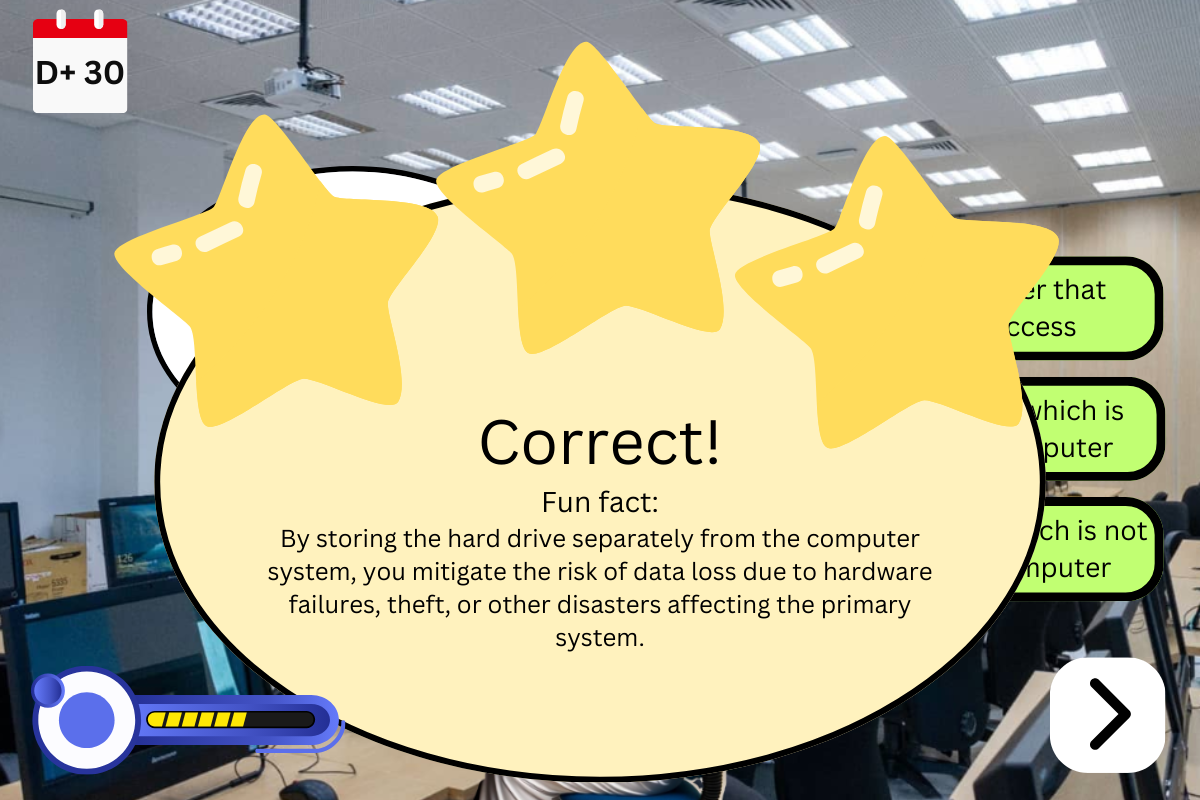 D+ 30
er that
ccess
which is
puter
ch is not
mputer
Correct!
Fun fact:
By storing the hard drive separately from the computer
system, you mitigate the risk of data loss due to hardware
failures, theft, or other disasters affecting the primary
system.